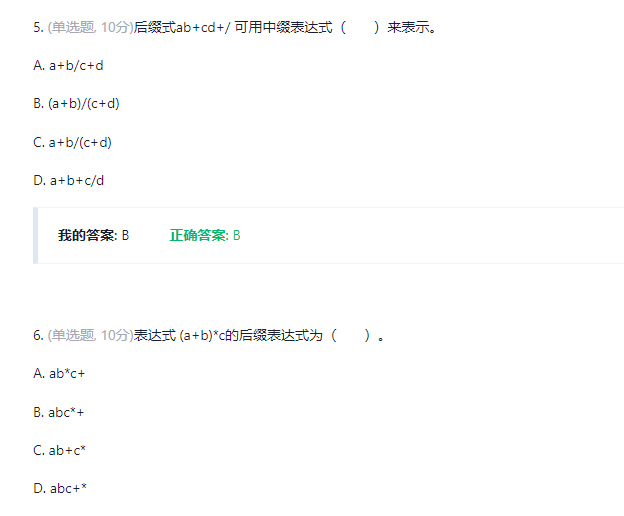 5. (单选题, 10分)后缀式ab+cd+/ 可用中缀表达式（　　）来表示。
A. a+b/c+d
B. (a+b)/(c+d)
C. a+b/(c+d)
D. a+b+c/d
我的答案: B 正确答案: B
6. (单选题, 10分)表达式 (a+b)*c的后缀表达式为（　　）。
A. ab*c+
B. abc*+
C. ab+c*
D. abc+*